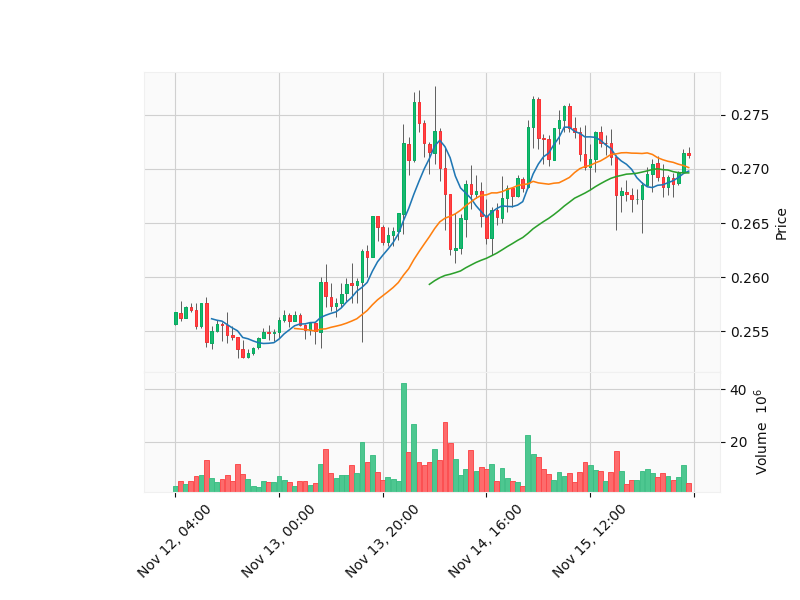 0.275
0.270
0.265
0.260
0.255
Price
40
20
Volume 10⁶
Nov 12, 04:00
Nov 13, 00:00
Nov 13, 20:00
Nov 14, 16:00
Nov 15, 12:00